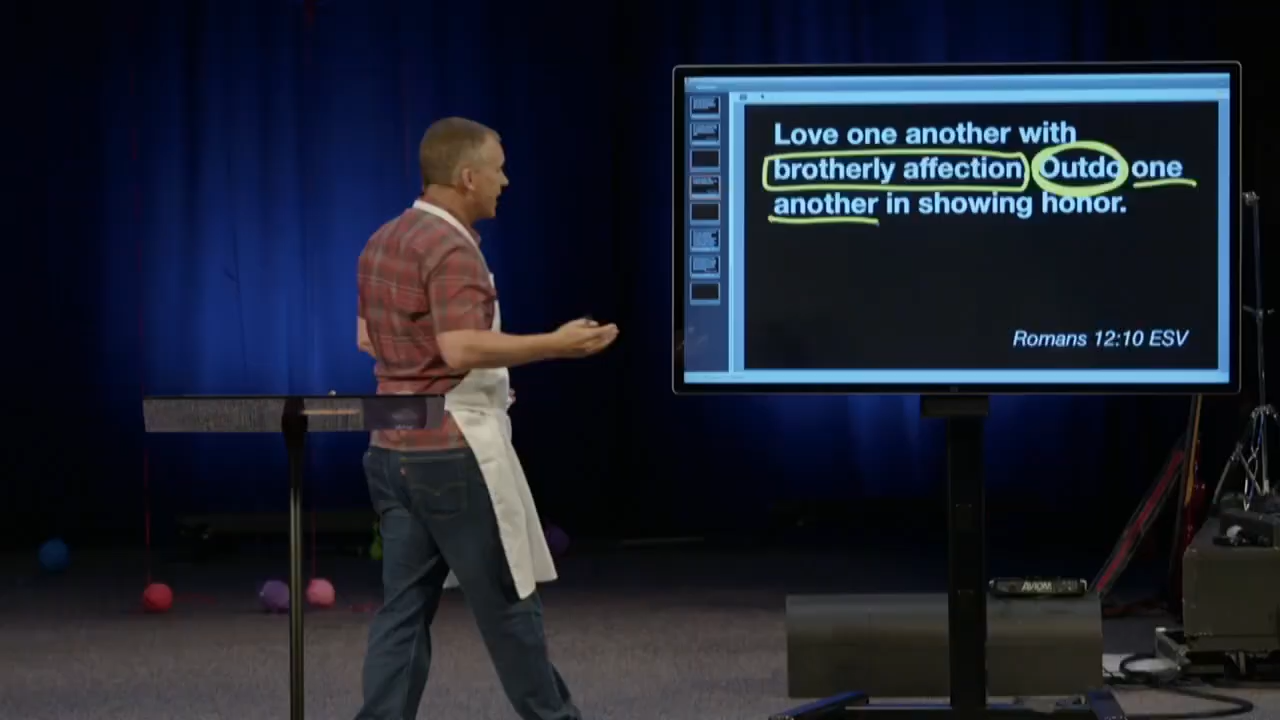 Love one another with
brotherly affection Outdo one
another in showing honor.
Romans 12:10 ESV
AVIOM